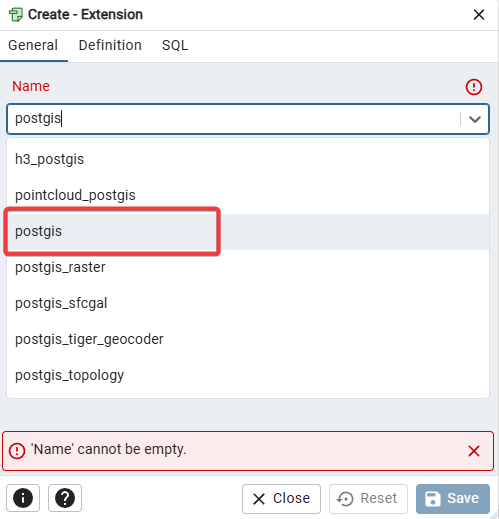 Create - Extension
General Definition SQL
Name
postgis
h3_postgis
pointcloud_postgis
postgis
postgis_raster
postgis_sfcgal
postgis_tiger_geocoder
postgis_topology
'Name' cannot be empty.
Close Reset Save